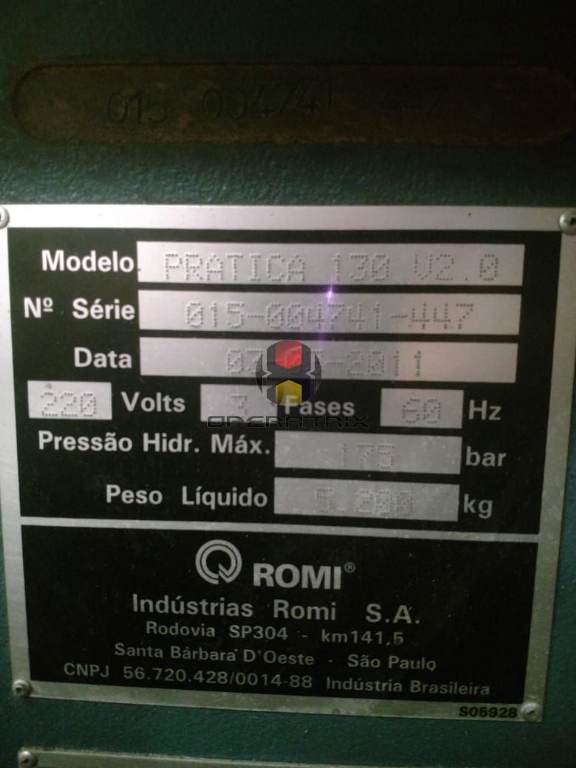 015 004741 447
Modelo PRATICA 130 V2.0
Nº Série 015-004741-447
Data
220 Volts 3 Fases 60 Hz
Pressão Hidr. Máx. 175 bar
Peso Líquido kg
ROMI®
Indústrias Romi S.A.
Rodovia SP304 - km141,5
Santa Bárbara D'Oeste - São Paulo
CNPJ 56.720.428/0014-88 Indústria Brasileira
S05928
OPERATRIX